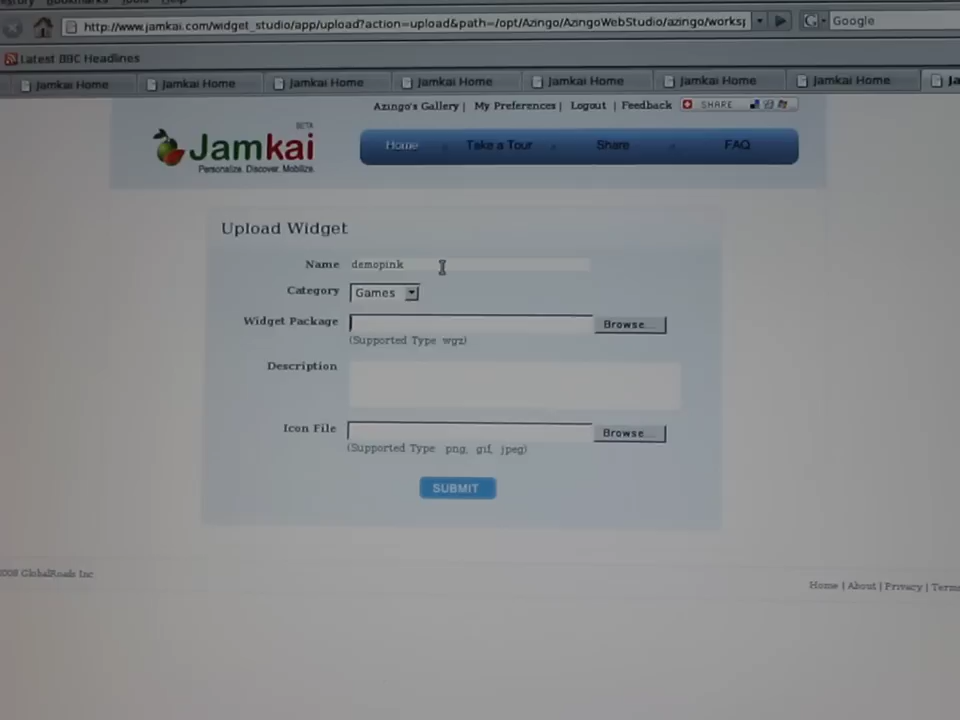 Bookmarks
http://www.jamkai.com/widget_studio/app/upload?action=upload&path=/opt/Azingo/AzingoWebStudio/azingo/worksp
Google
Latest BBC Headlines
Jamkai Home Jamkai Home Jamkai Home Jamkai Home Jamkai Home Jamkai Home Jamkai Home Ja
Azingo's Gallery | My Preferences | Logout | Feedback SHARE
BETA
Jamkai
Personalize. Discover. Mobilize.
Home Take a Tour Share FAQ
Upload Widget
Name demopink
Category Games
Widget Package Browse...
(Supported Type wgz)
Description
Icon File Browse...
(Supported Type png, gif, jpeg)
SUBMIT
2008 GlobalRoads Inc
Home | About | Privacy | Terms